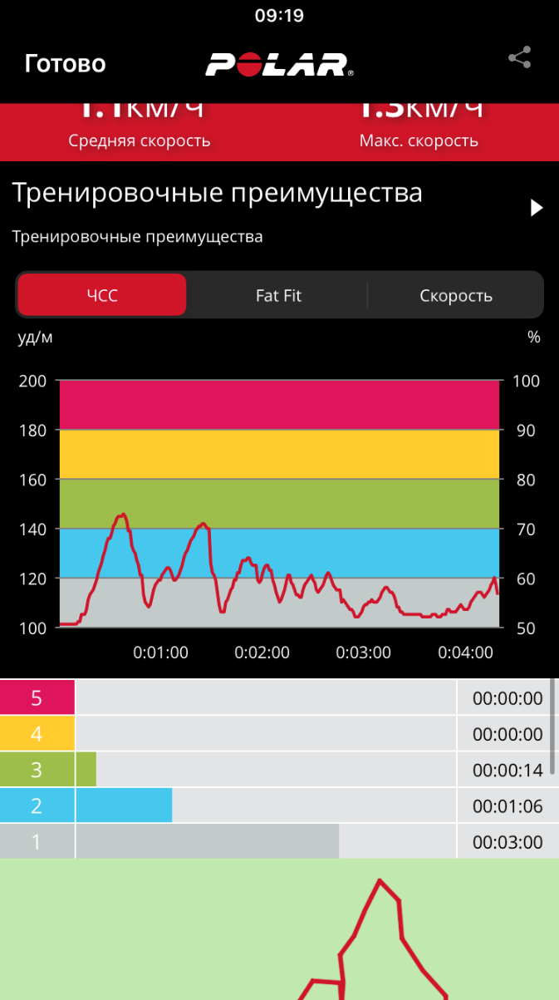 09:19
Готово POLAR®
1.1км/ч 1.3км/ч
Средняя скорость Макс. скорость
Тренировочные преимущества
Тренировочные преимущества
ЧСС Fat Fit Скорость
уд/м %
200 100
180 90
160 80
140 70
120 60
100 50
0:01:00 0:02:00 0:03:00 0:04:00
5 00:00:00
4 00:00:00
3 00:00:14
2 00:01:06
1 00:03:00